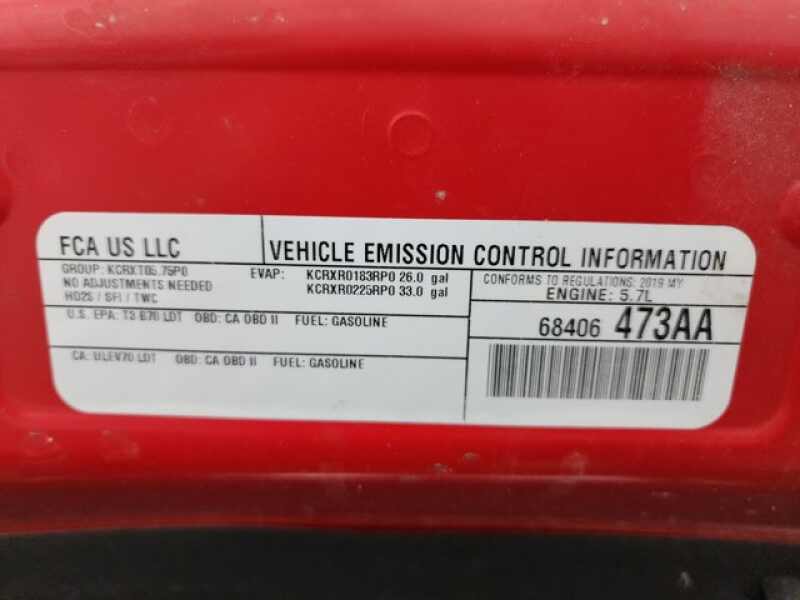 FCA US LLC
VEHICLE EMISSION CONTROL INFORMATION
GROUP: KCRXT05.75P0
NO ADJUSTMENTS NEEDED
HO2S / SFI / TWC
EVAP: KCRXR0183RP0 26.0 gal
KCRXR0225RP0 33.0 gal
CONFORMS TO REGULATIONS: 2019 MY
ENGINE: 5.7L
U.S. EPA: T3 B70 LDT OBD: CA OBD II FUEL: GASOLINE
CA: ULEV70 LDT OBD: CA OBD II FUEL: GASOLINE
68406 473AA